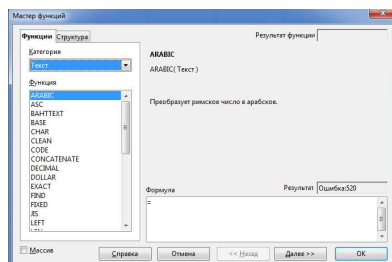 Мастер функций
Функции Структура
Результат функции
Категория
Текст
Функция
ARABIC
ASC
BAHTTEXT
BASE
CHAR
CLEAN
CODE
CONCATENATE
DECIMAL
DOLLAR
EXACT
FIND
FIXED
JIS
LEFT
ARABIC
ARABIC( Текст )
Преобразует римское число в арабское.
Формула
Результат Ошибка:520
=
Массив
Справка
Отмена
<< Назад
Далее >>
OK